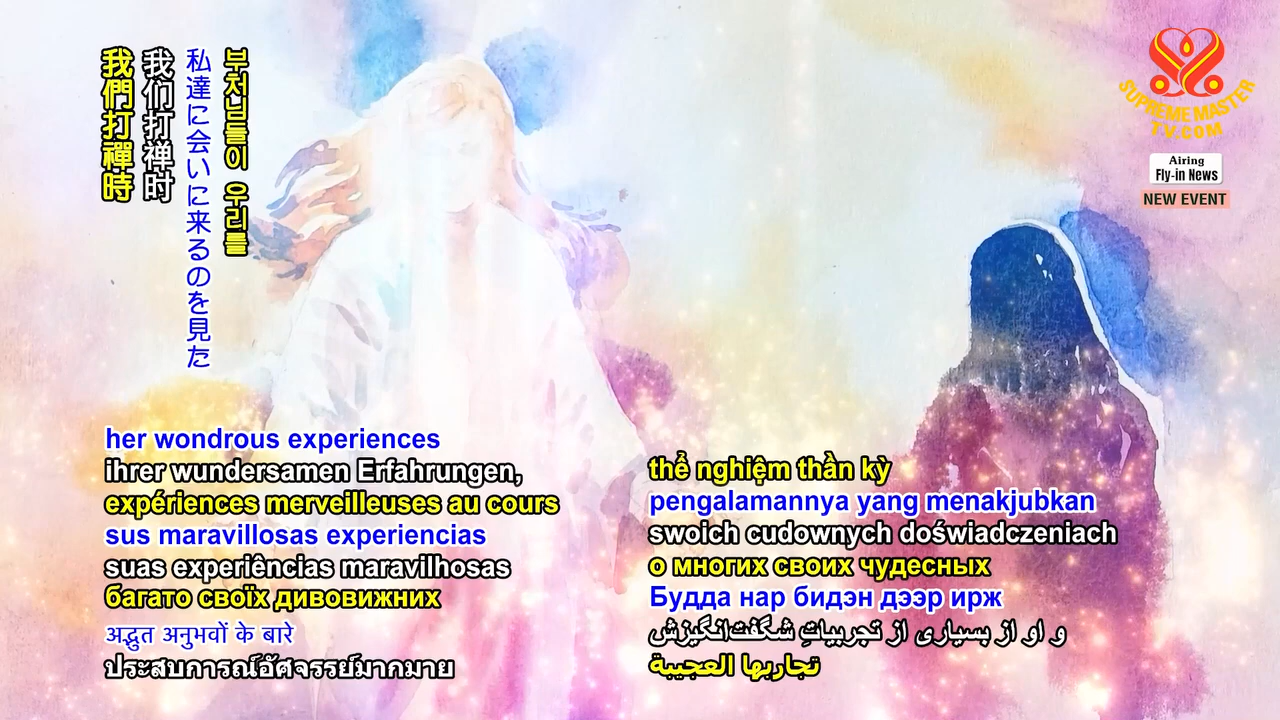 我們打禪時
我们打禅时
私達に会いに来るのを見た
부처님들이 우리를
SUPREME MASTER
TV.COM
Airing
Fly-in News
NEW EVENT
her wondrous experiences
ihrer wundersamen Erfahrungen,
expériences merveilleuses au cours
sus maravillosas experiencias
suas experiências maravilhosas
багато своїх дивовижних
अद्भुत अनुभवों के बारे
ประสบการณ์อัศจรรย์มากมาย
thể nghiệm thần kỳ
pengalamannya yang menakjubkan
swoich cudownych doświadczeniach
о многих своих чудесных
Будда нар бидэн дээр ирж
و او از بسیاری از تجربیاتِ شگفت‌انگیزش
تجاربها العجيبة